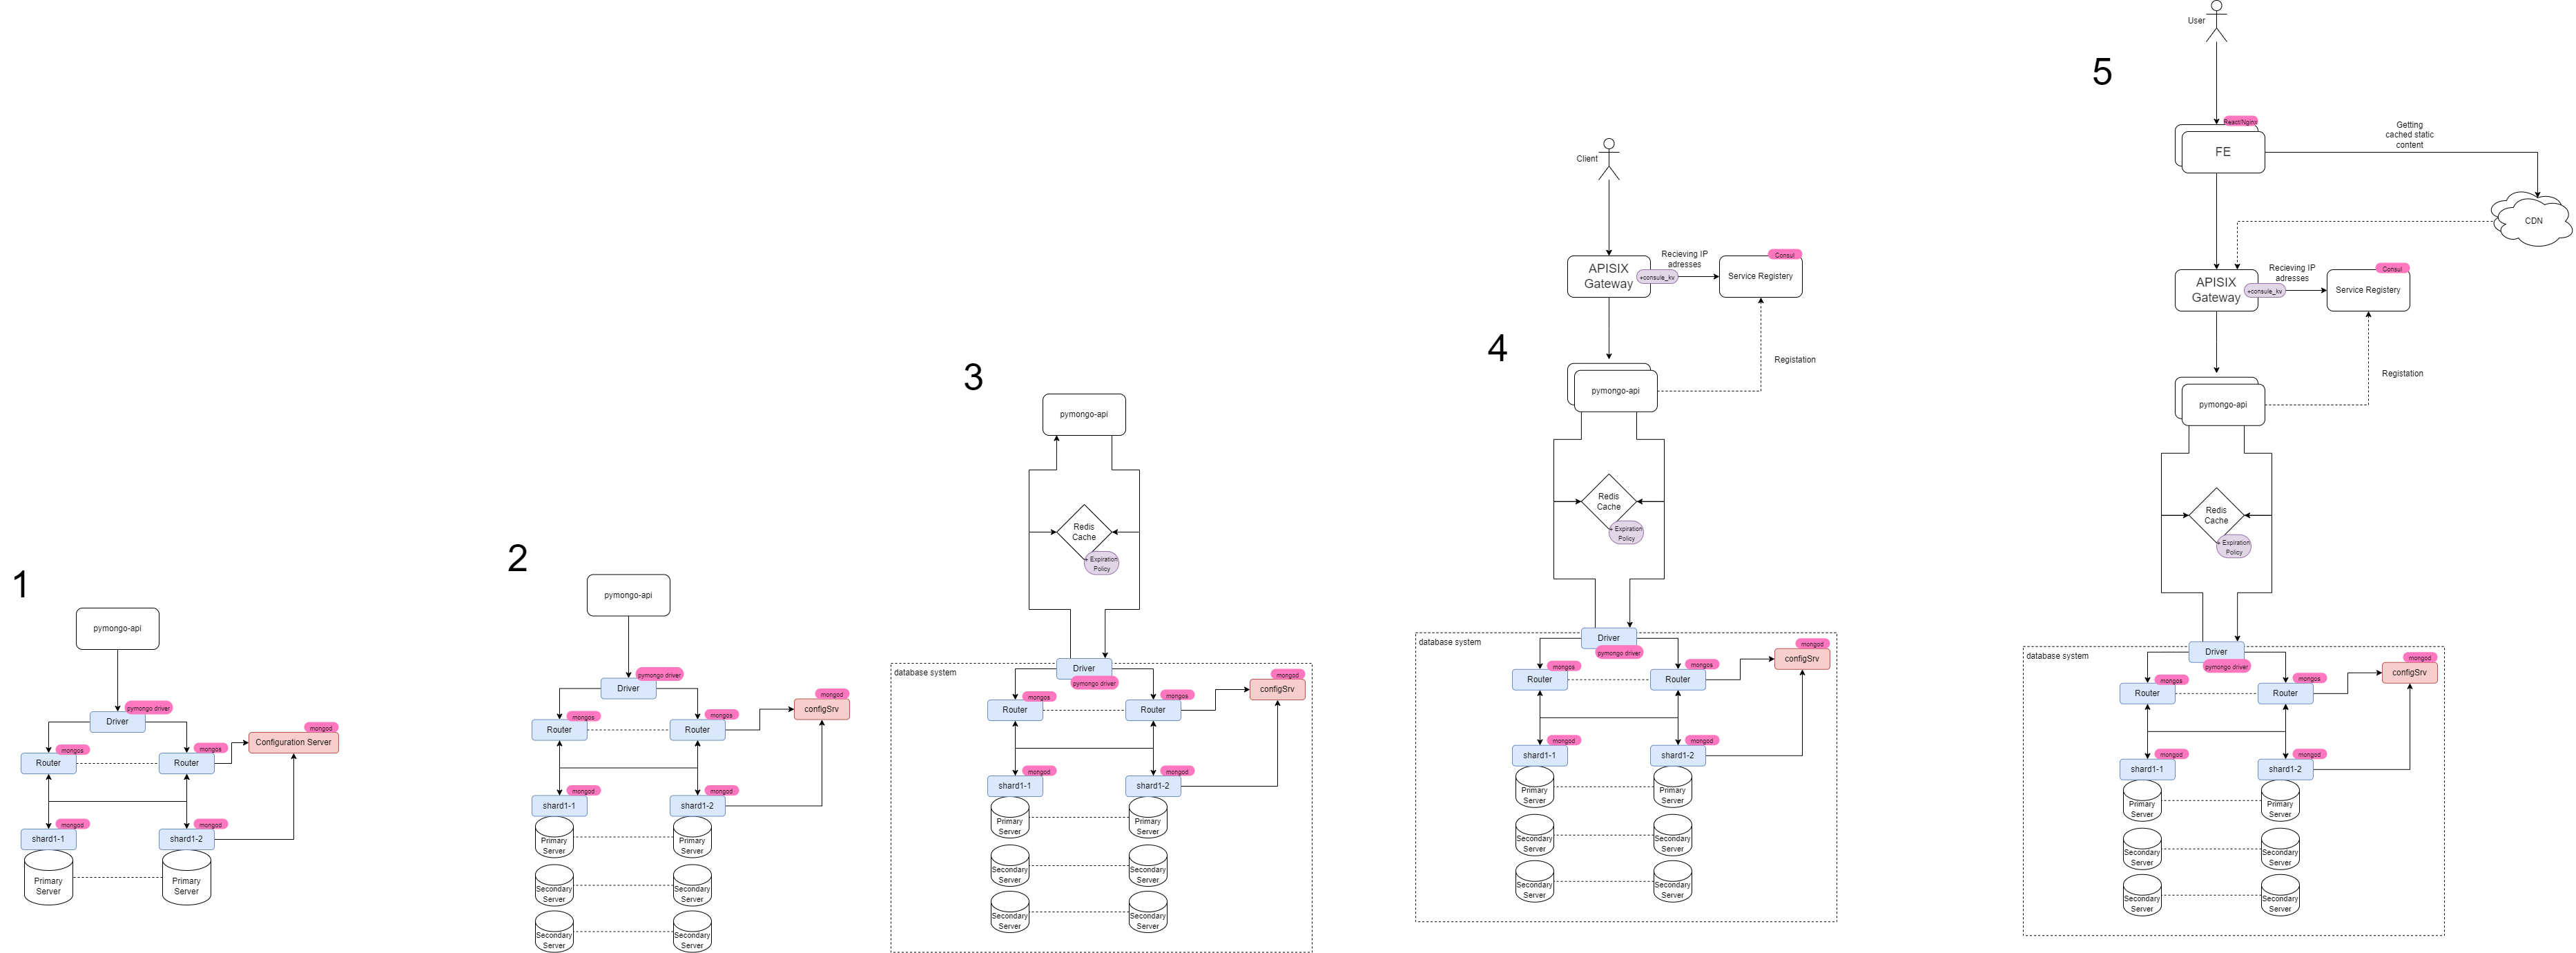 1
pymongo-api
pymongo driver
Driver
mongos
Router
mongos
Router
mongod
Configuration Server
mongod
shard1-1
mongod
shard1-2
Primary
Server
Primary
Server
2
pymongo-api
pymongo driver
Driver
mongos
Router
mongos
Router
mongod
configSrv
mongod
shard1-1
mongod
shard1-2
Primary
Server
Primary
Server
Secondary
Server
Secondary
Server
Secondary
Server
Secondary
Server
3
pymongo-api
Redis
Cache
+ Expiration
Policy
database system
Driver
pymongo driver
mongos
Router
mongos
Router
mongod
configSrv
mongod
shard1-1
mongod
shard1-2
Primary
Server
Primary
Server
Secondary
Server
Secondary
Server
Secondary
Server
Secondary
Server
4
Client
APISIX
Gateway
+consule_kv
Recieving IP
adresses
Consul
Service Registery
Registation
pymongo-api
Redis
Cache
+ Expiration
Policy
database system
Driver
pymongo driver
mongos
Router
mongos
Router
mongod
configSrv
mongod
shard1-1
mongod
shard1-2
Primary
Server
Primary
Server
Secondary
Server
Secondary
Server
Secondary
Server
Secondary
Server
5
User
React/Nginx
FE
Getting
cached static
content
CDN
APISIX
Gateway
+consule_kv
Recieving IP
adresses
Consul
Service Registery
Registation
pymongo-api
Redis
Cache
+ Expiration
Policy
database system
Driver
pymongo driver
mongos
Router
mongos
Router
mongod
configSrv
mongod
shard1-1
mongod
shard1-2
Primary
Server
Primary
Server
Secondary
Server
Secondary
Server
Secondary
Server
Secondary
Server